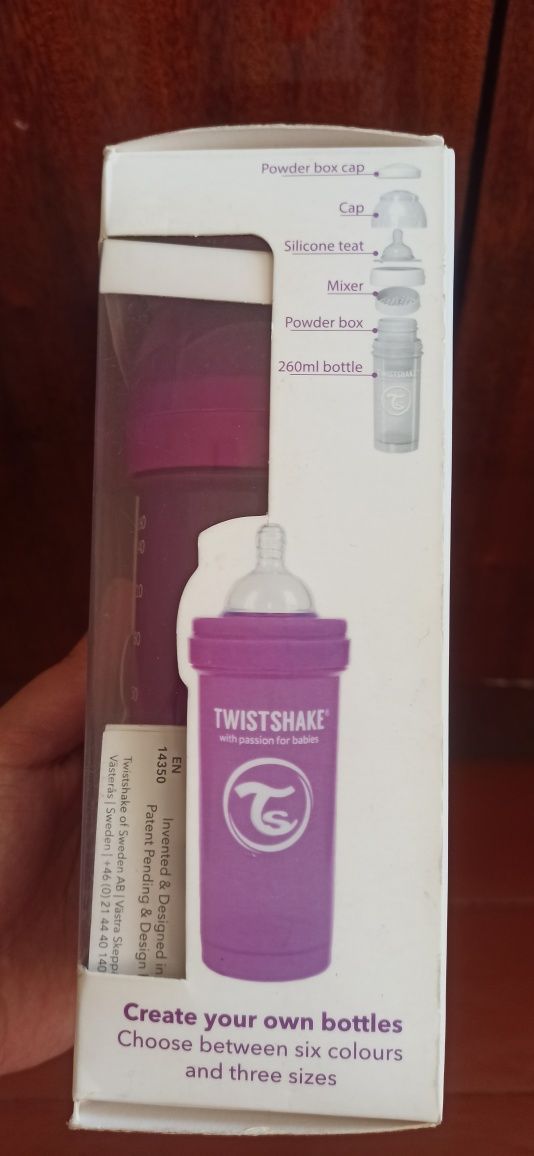 Powder box cap
Cap
Silicone teat
Mixer
Powder box
260ml bottle
TWISTSHAKE
TS
TWISTSHAKE®
with passion for babies
TS
EN
14350
Invented & Designed in
Patent Pending & Design
Twistshake of Sweden AB | Västra
Västerås | Sweden | +46 (0) 21 44 40 140
Create your own bottles
Choose between six colours
and three sizes